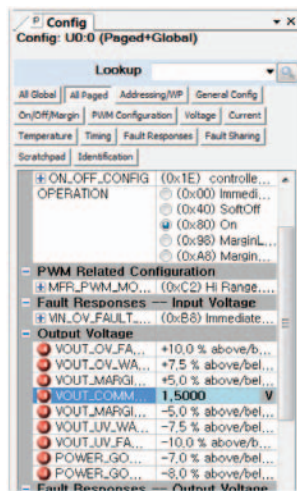 Config
Config: U0:0 (Paged+Global)
Lookup
All Global All Paged Addressing/WP General Config
On/Off/Margin PWM Configuration Voltage Current
Temperature Timing Fault Responses Fault Sharing
Scratchpad Identification
ON_OFF_CONFIG (0x1E) controlle...
OPERATION (0x00) Immedi...
(0x40) SoftOff
(0x80) On
(0x98) MarginL...
(0xA8) Margin...
PWM Related Configuration
MFR_PWM_MO... (0xC2) Hi Range...
Fault Responses -- Input Voltage
VIN_OV_FAULT... (0xB8) Immediate...
Output Voltage
VOUT_OV_FA... +10,0 % above/b...
VOUT_OV_WA... +7,5 % above/bel...
VOUT_MARGI... +5,0 % above/bel...
VOUT_COMM... 1,5000 V
VOUT_MARGI... -5,0 % above/bel...
VOUT_UV_WA... -7,5 % above/bel...
VOUT_UV_FA... -10,0 % above/b...
POWER_GO... -7,0 % above/bel...
POWER_GO... -8,0 % above/bel...
Fault Responses -- Output Voltage